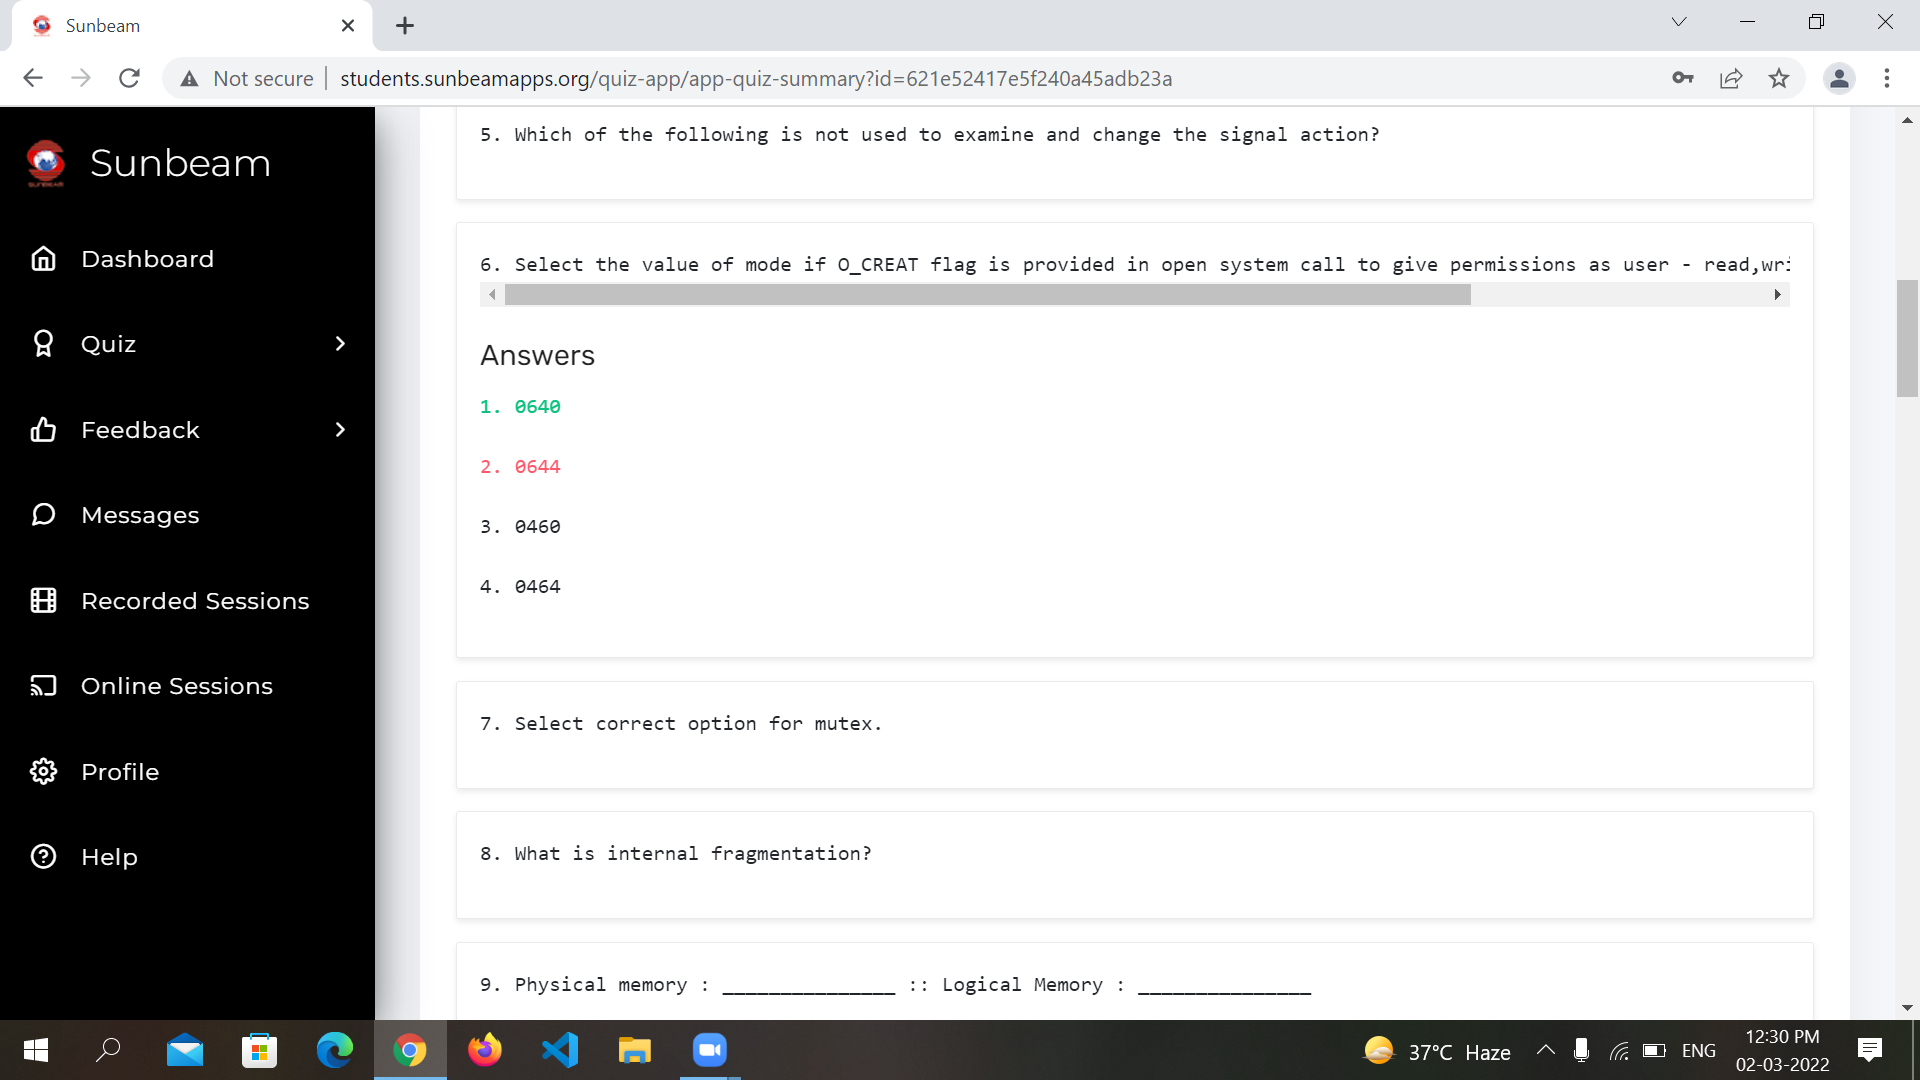 Sunbeam
Not secure
students.sunbeamapps.org/quiz-app/app-quiz-summary?id=621e52417e5f240a45adb23a
SUNBEAM
Sunbeam
Dashboard
Quiz
Feedback
Messages
Recorded Sessions
Online Sessions
Profile
Help
5. Which of the following is not used to examine and change the signal action?
6. Select the value of mode if O_CREAT flag is provided in open system call to give permissions as user - read,wri
Answers
1. 0640
2. 0644
3. 0460
4. 0464
7. Select correct option for mutex.
8. What is internal fragmentation?
9. Physical memory : _______________ :: Logical Memory : _______________
37°C Haze
ENG
12:30 PM
02-03-2022